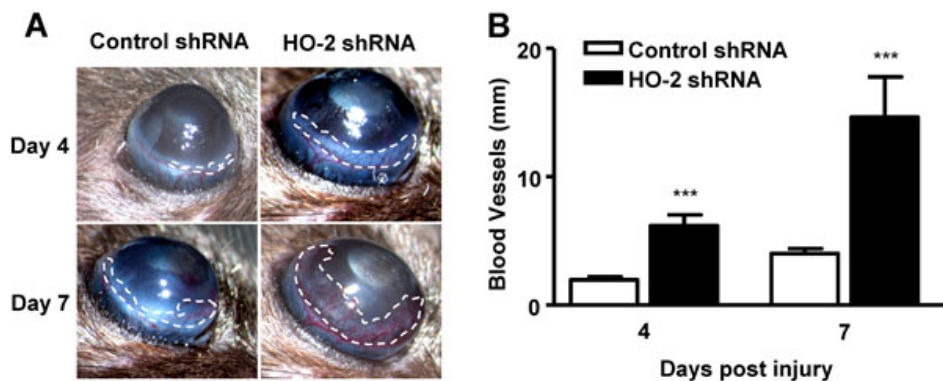 A
Control shRNA HO-2 shRNA
Day 4
Day 7
B
Blood Vessels (mm)
20
10
0
Control shRNA
HO-2 shRNA
***
***
4 7
Days post injury